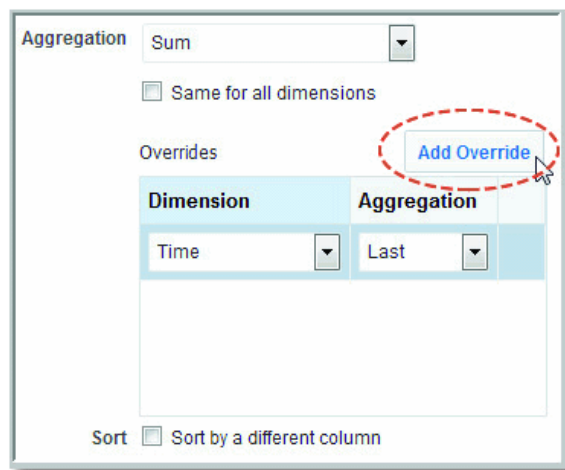 Aggregation Sum
Same for all dimensions
Overrides Add Override
Dimension Aggregation
Time Last
Sort Sort by a different column